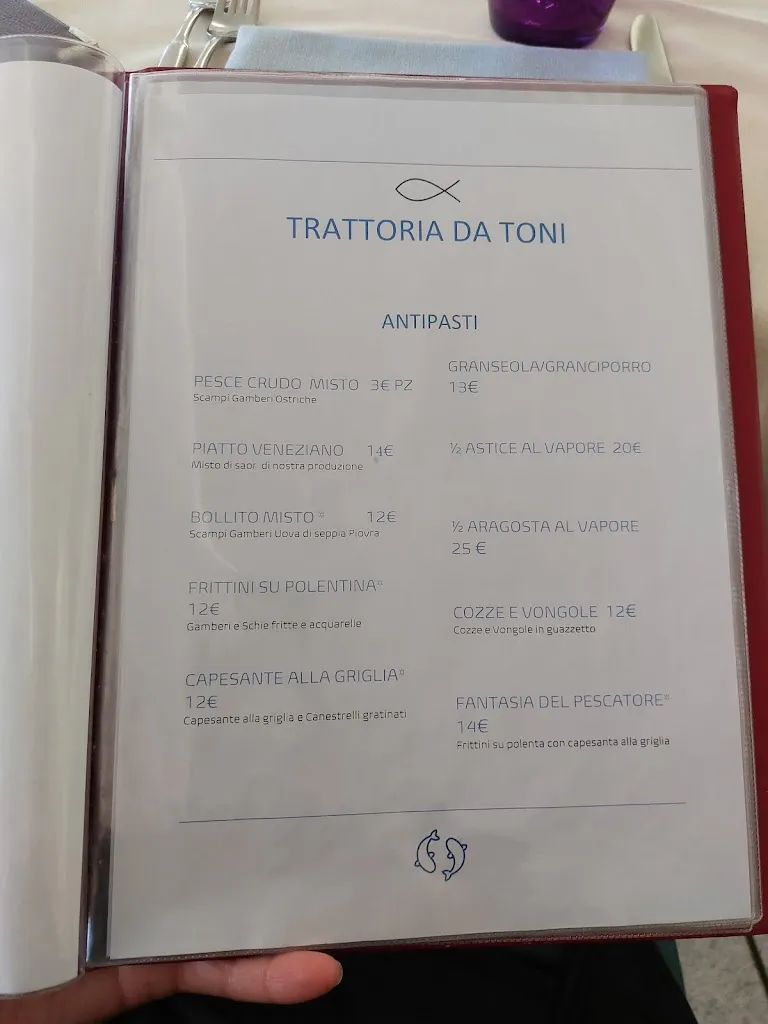 TRATTORIA DA TONI
ANTIPASTI
PESCE CRUDO MISTO 3€ PZ
Scampi Gamberi Ostriche
PIATTO VENEZIANO 14€
Misto di saor di nostra produzione
BOLLITO MISTO * 12€
Scampi Gamberi Uova di seppia Piovra
FRITTINI SU POLENTINA*
12€
Gamberi e Schie fritte e acquarelle
CAPESANTE ALLA GRIGLIA*
12€
Capesante alla griglia e Canestrelli gratinati
GRANSEOLA/GRANCIPORRO
13€
½ ASTICE AL VAPORE 20€
½ ARAGOSTA AL VAPORE
25 €
COZZE E VONGOLE 12€
Cozze e Vongole in guazzetto
FANTASIA DEL PESCATORE*
14€
Frittini su polenta con capesanta alla griglia